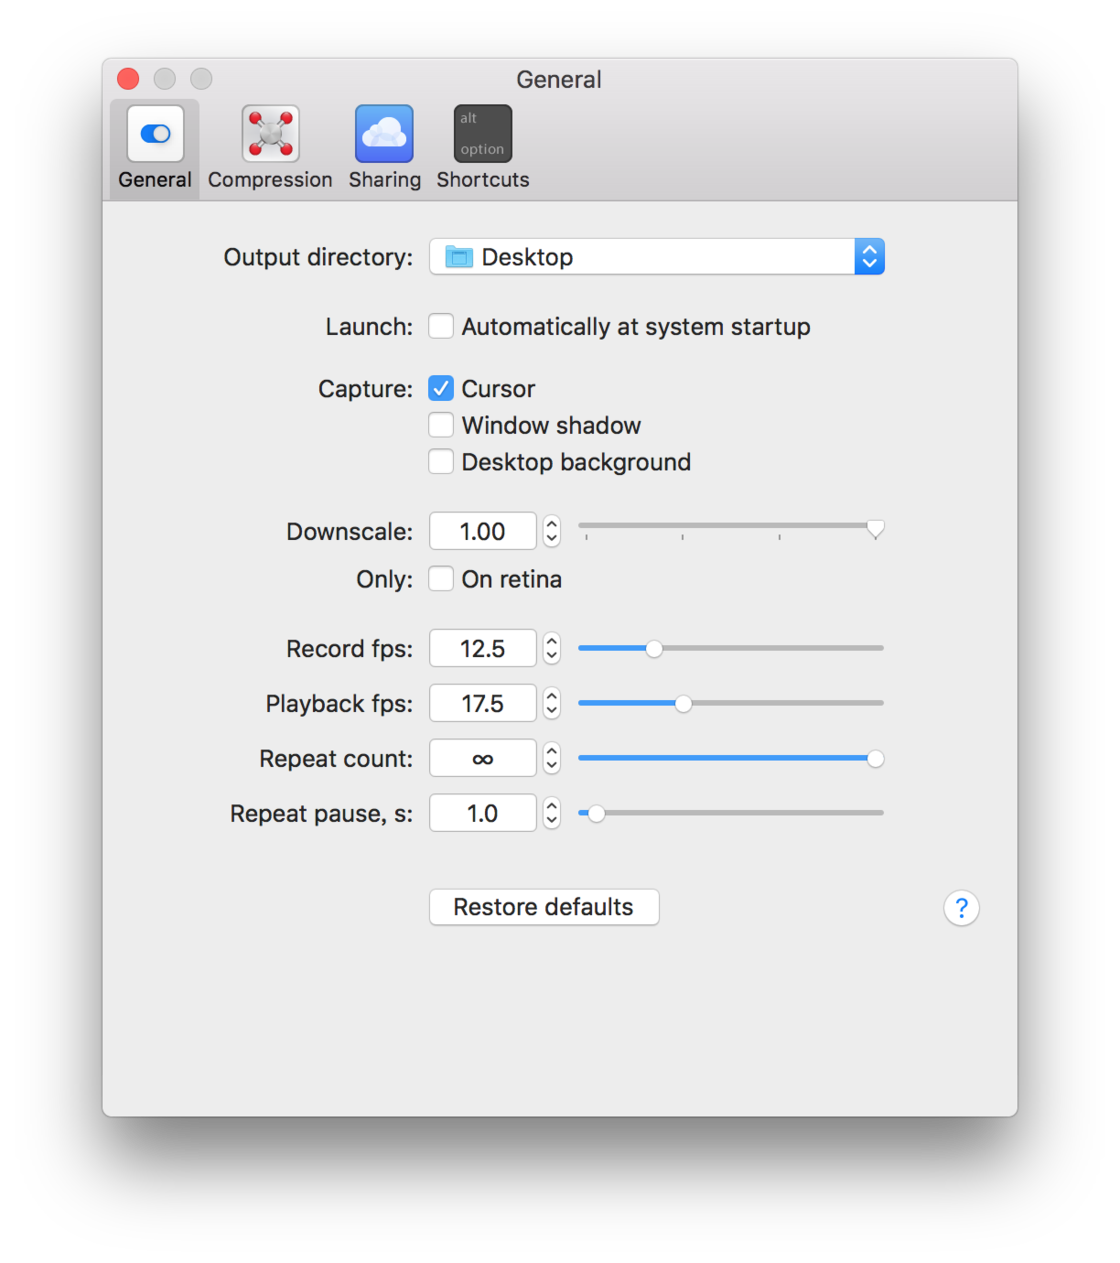 General
alt
option
General Compression Sharing Shortcuts
Output directory: Desktop
Launch: Automatically at system startup
Capture: Cursor
Window shadow
Desktop background
Downscale: 1.00
Only: On retina
Record fps: 12.5
Playback fps: 17.5
Repeat count: ∞
Repeat pause, s: 1.0
Restore defaults ?